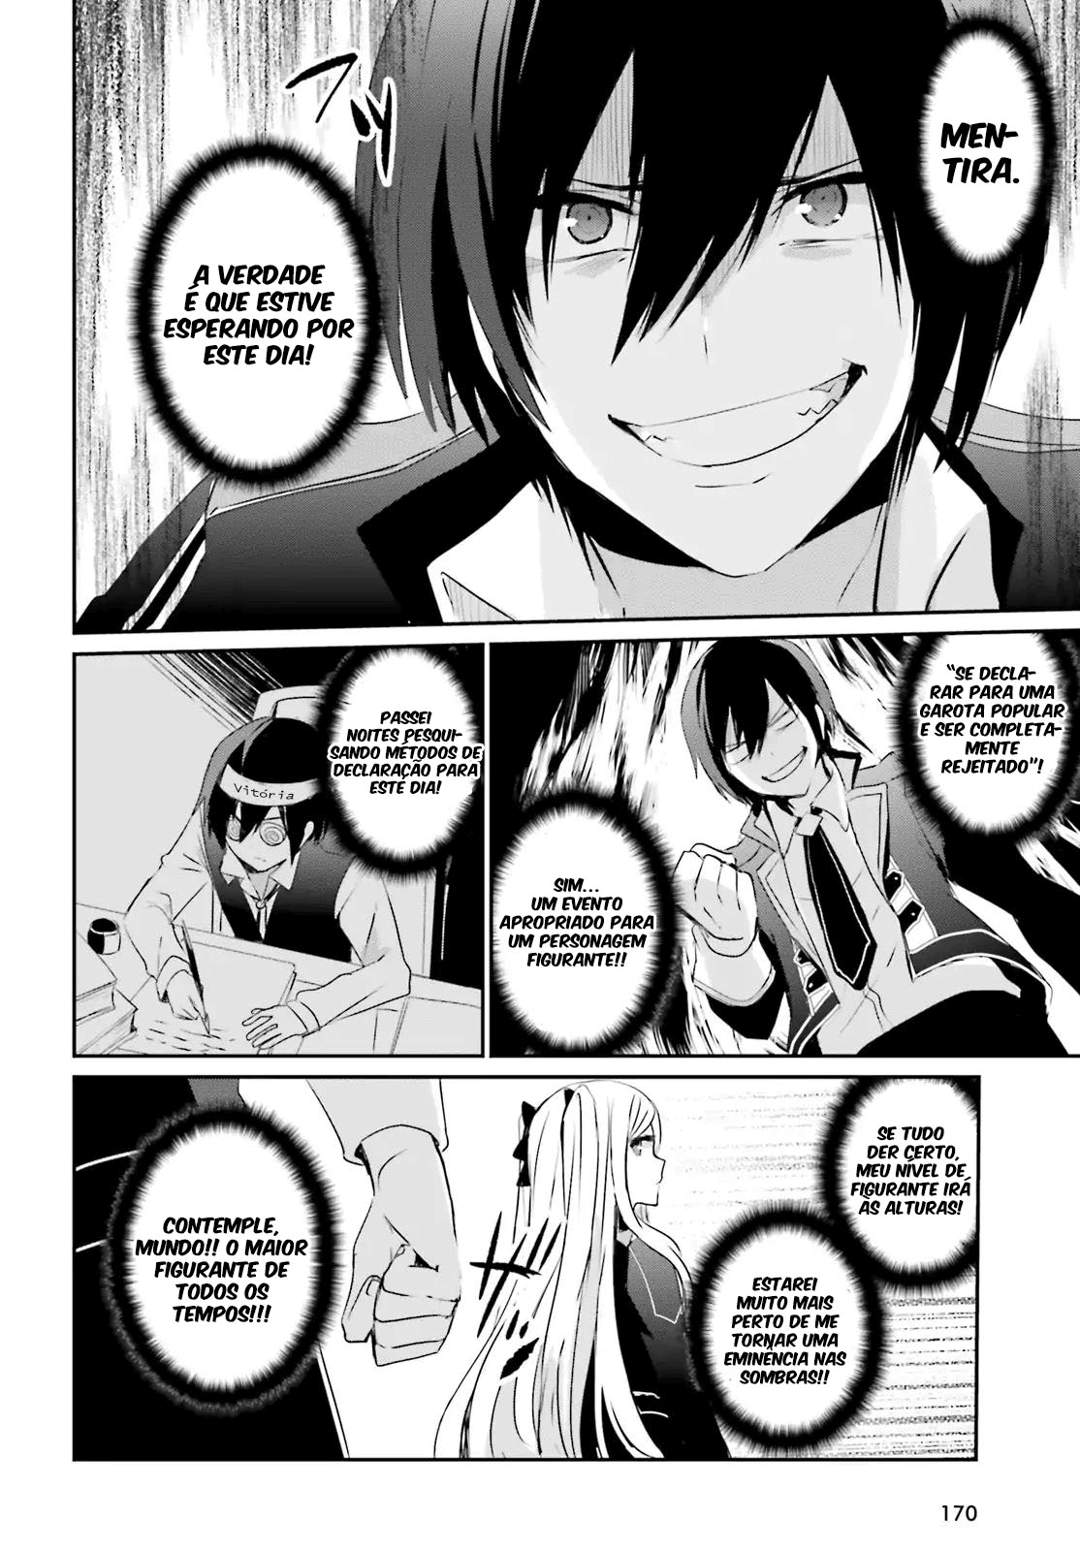 MEN-
TIRA.
ニヤッ
A VERDADE
É QUE ESTIVE
ESPERANDO POR
ESTE DIA!
"SE DECLA-
RAR PARA UMA
GAROTA POPULAR
E SER COMPLETA-
MENTE
REJEITADO"!
SIM...
UM EVENTO
APROPRIADO PARA
UM PERSONAGEM
FIGURANTE!!
PASSEI
NOITES PESQUI-
SANDO MÉTODOS DE
DECLARAÇÃO PARA
ESTE DIA!
Vitória
SE TUDO
DER CERTO,
MEU NÍVEL DE
FIGURANTE IRÁ
ÀS ALTURAS!
ESTAREI
MUITO MAIS
PERTO DE ME
TORNAR UMA
EMINÊNCIA NAS
SOMBRAS!!
CONTEMPLE,
MUNDO!! O MAIOR
FIGURANTE DE
TODOS OS
TEMPOS!!!
170